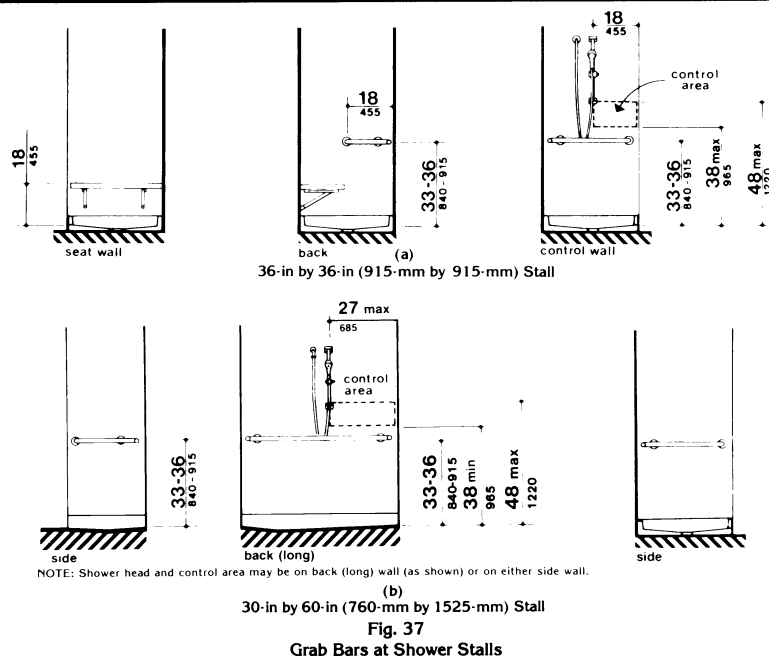 18
455
18
455
18
455
control
area
18
455
33-36
840-915
33-36
840-915
38 max
965
48 max
1220
seat wall
back
control wall
(a)
36-in by 36-in (915-mm by 915-mm) Stall
27 max
685
control
area
33-36
840-915
33-36
840-915
38 min
965
48 max
1220
side
back (long)
side
NOTE: Shower head and control area may be on back (long) wall (as shown) or on either side wall.
(b)
30-in by 60-in (760-mm by 1525-mm) Stall
Fig. 37
Grab Bars at Shower Stalls